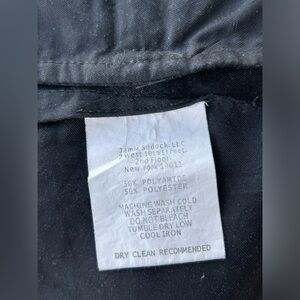 Jamie Sadock, LLC
2nd Floor
New York 10011
50% POLYAMIDE
50% POLYESTER
MACHINE WASH COLD
WASH SEPARATELY
DO NOT BLEACH
TUMBLE DRY LOW
COOL IRON
DRY CLEAN RECOMMENDED